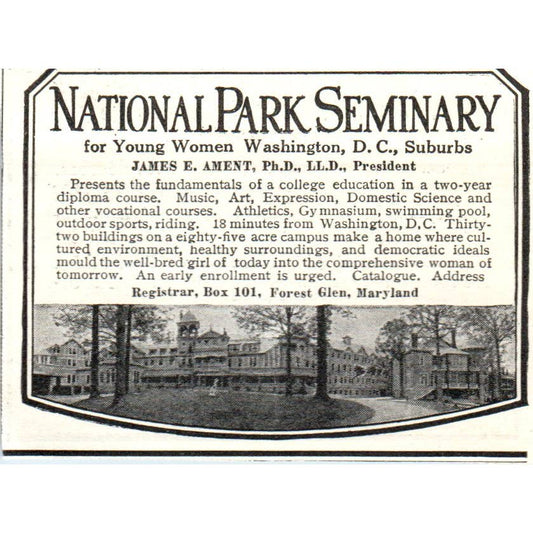 NATIONAL PARK SEMINARY
for Young Women Washington, D. C., Suburbs
JAMES E. AMENT, Ph.D., LL.D., President
Presents the fundamentals of a college education in a two-year
diploma course. Music, Art, Expression, Domestic Science and
other vocational courses. Athletics, Gymnasium, swimming pool,
outdoor sports, riding. 18 minutes from Washington, D. C. Thirty-
two buildings on a eighty-five acre campus make a home where cul-
tured environment, healthy surroundings, and democratic ideals
mould the well-bred girl of today into the comprehensive woman of
tomorrow. An early enrollment is urged. Catalogue. Address
Registrar, Box 101, Forest Glen, Maryland